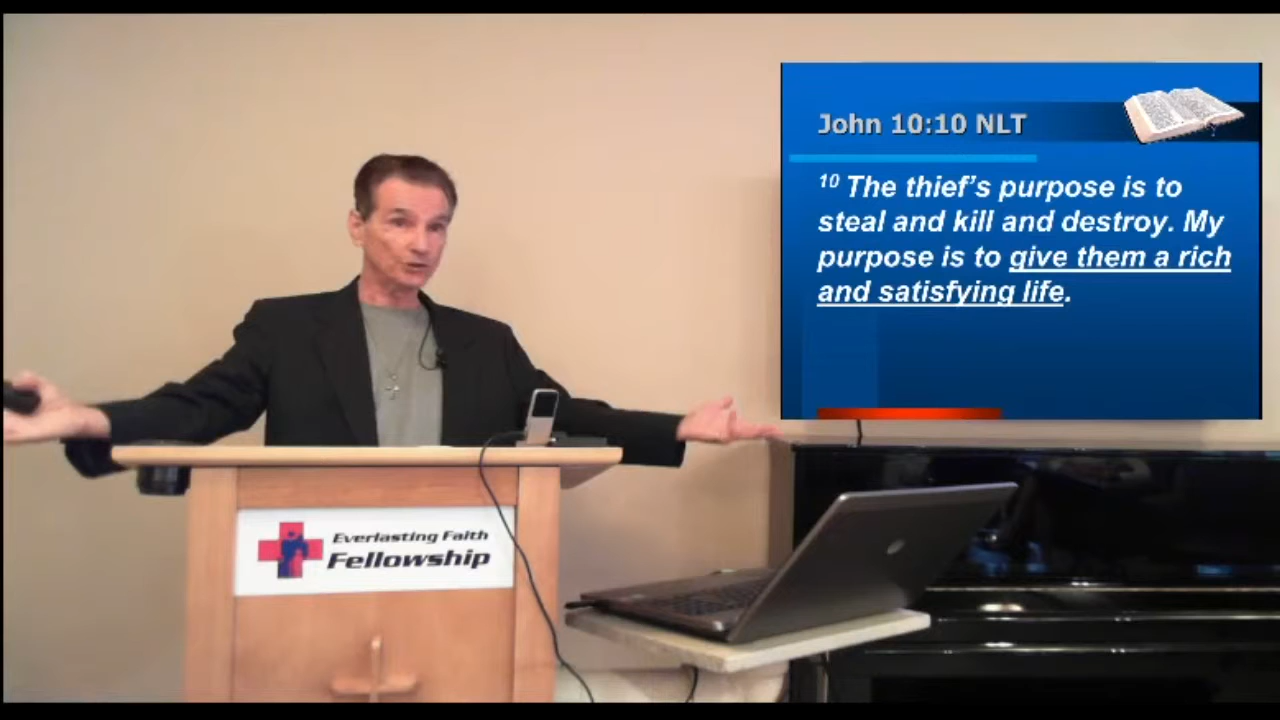 John 10:10 NLT
10 The thief's purpose is to
steal and kill and destroy. My
purpose is to give them a rich
and satisfying life.
Everlasting Faith
Fellowship